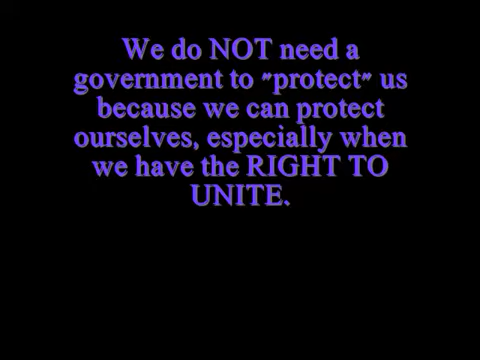 We do NOT need a
government to "protect" us
because we can protect
ourselves, especially when
we have the RIGHT TO
UNITE.